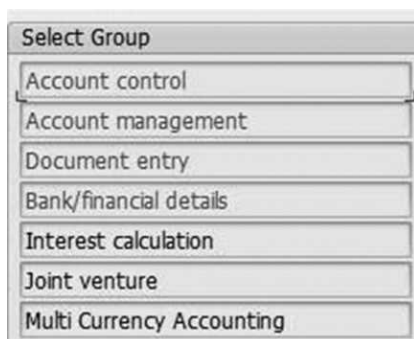 Select Group
Account control
Account management
Document entry
Bank/financial details
Interest calculation
Joint venture
Multi Currency Accounting